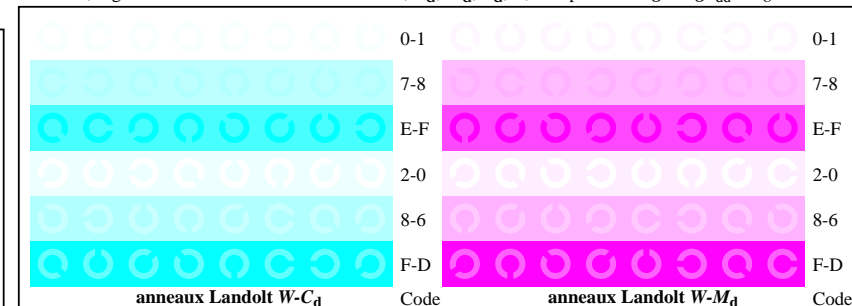 0-1 0-1
7-8 7-8
E-F E-F
2-0 2-0
8-6 8-6
F-D F-D
anneaux Landolt W-Cd Code anneaux Landolt W-Md Code